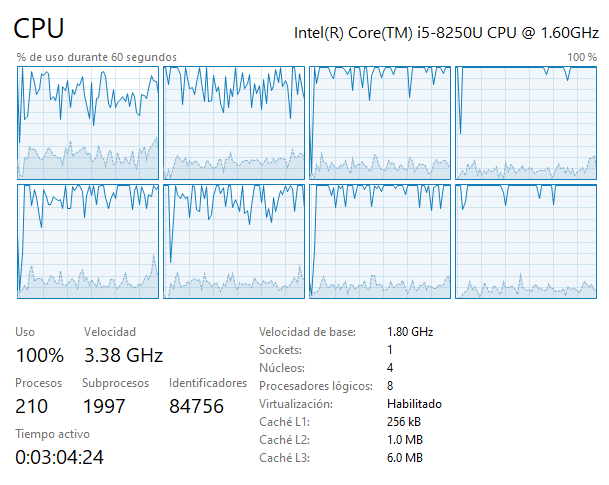 CPU
Intel(R) Core(TM) i5-8250U CPU @ 1.60GHz
% de uso durante 60 segundos
100 %
Uso
Velocidad
100%
3.38 GHz
Procesos
Subprocesos
Identificadores
210
1997
84756
Tiempo activo
0:03:04:24
Velocidad de base: 1.80 GHz
Sockets: 1
Núcleos: 4
Procesadores lógicos: 8
Virtualización: Habilitado
Caché L1: 256 kB
Caché L2: 1.0 MB
Caché L3: 6.0 MB